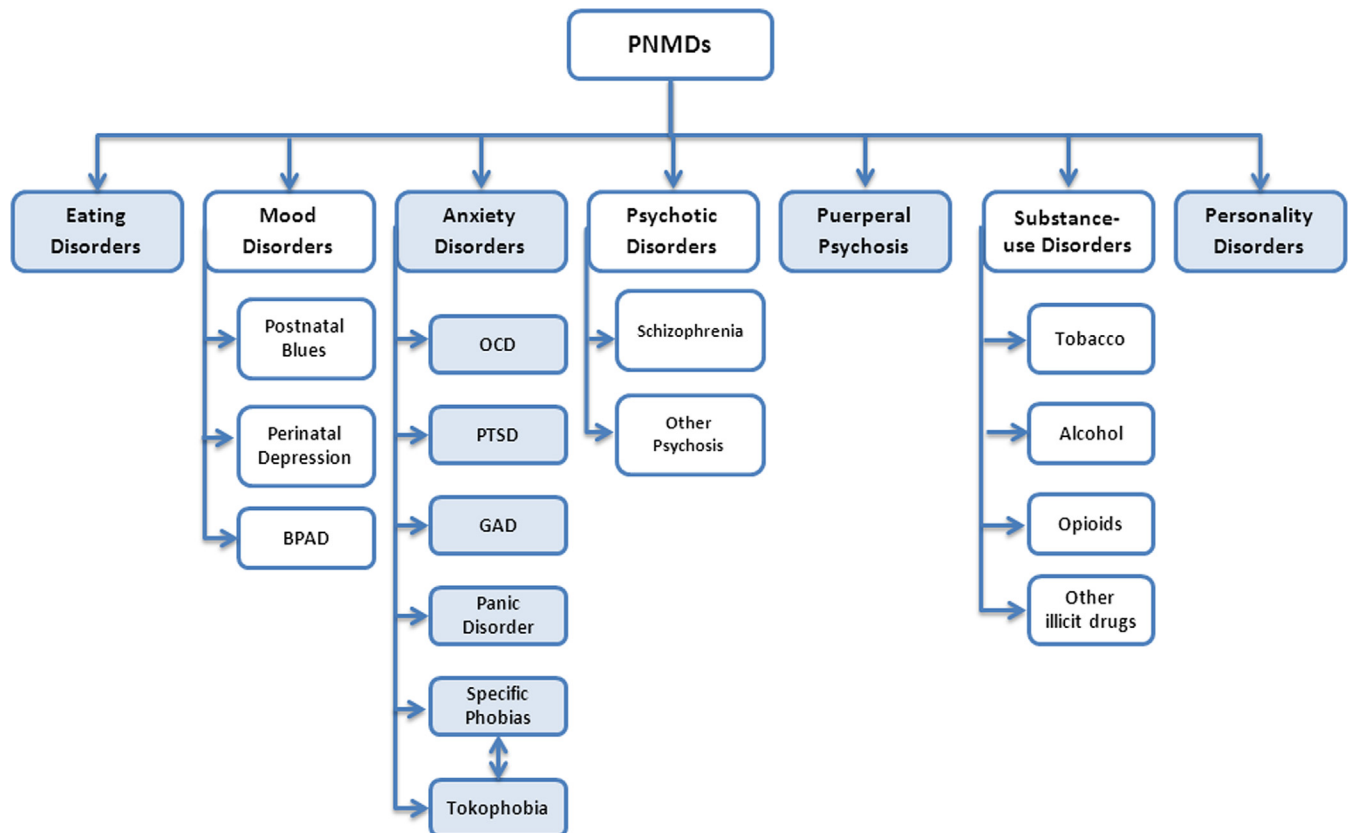 PNMDs
Eating
Disorders
Mood
Disorders
Anxiety
Disorders
Psychotic
Disorders
Puerperal
Psychosis
Substance-
use Disorders
Personality
Disorders
Postnatal
Blues
Perinatal
Depression
BPAD
OCD
PTSD
GAD
Panic
Disorder
Specific
Phobias
Tokophobia
Schizophrenia
Other
Psychosis
Tobacco
Alcohol
Opioids
Other
illicit drugs